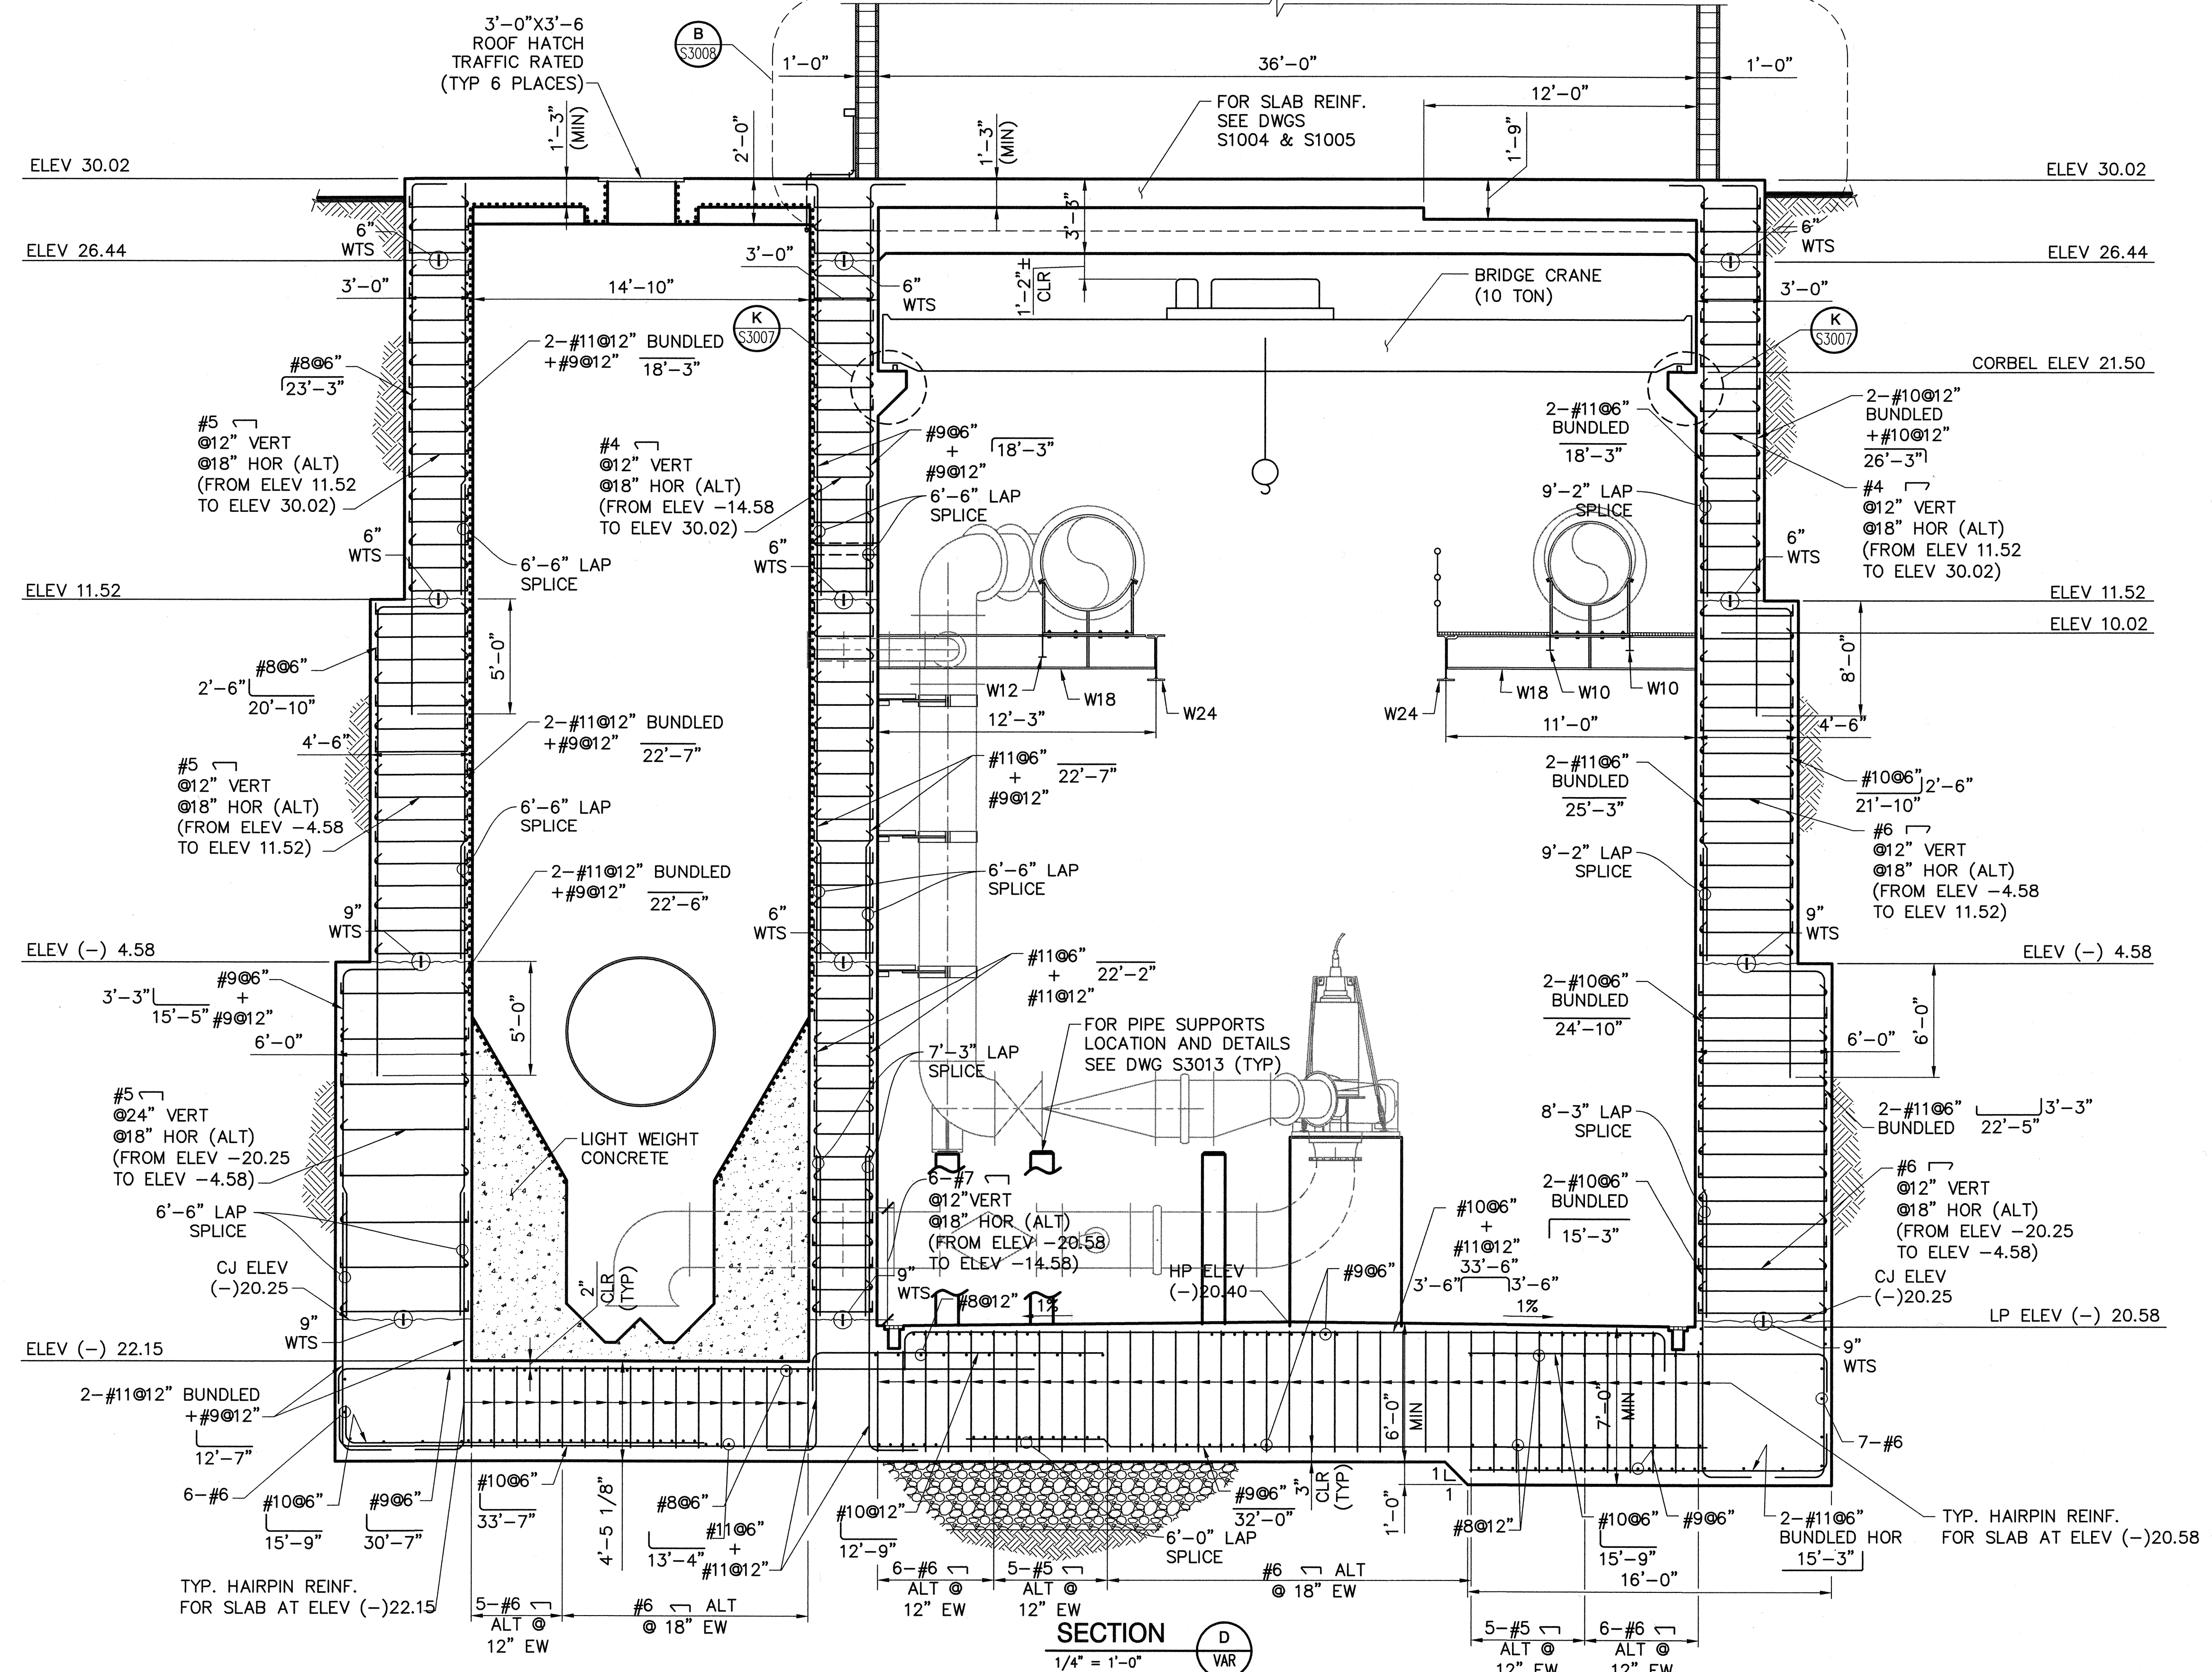 3'-0"X3'-6
ROOF HATCH
TRAFFIC RATED
(TYP 6 PLACES)
B
S3008
1'-0"
36'-0"
1'-0"
12'-0"
FOR SLAB REINF.
SEE DWGS
S1004 & S1005
1'-3"
(MIN)
2'-0"
1'-3"
(MIN)
1'-9"
3'-3"
ELEV 30.02
ELEV 30.02
6"
WTS
6"
WTS
ELEV 26.44
ELEV 26.44
3'-0"
14'-10"
3'-0"
6"
WTS
1'-2"±
CLR
BRIDGE CRANE
(10 TON)
3'-0"
K
S3007
K
S3007
CORBEL ELEV 21.50
#8@6"
23'-3"
2-#11@12" BUNDLED
+#9@12"
18'-3"
#5
@12" VERT
@18" HOR (ALT)
(FROM ELEV 11.52
TO ELEV 30.02)
#4
@12" VERT
@18" HOR (ALT)
(FROM ELEV -14.58
TO ELEV 30.02)
#9@6"
+
#9@12"
18'-3"
6'-6" LAP
SPLICE
2-#11@6"
BUNDLED
18'-3"
9'-2" LAP
SPLICE
2-#10@12"
BUNDLED
+#10@12"
26'-3"
#4
@12" VERT
@18" HOR (ALT)
(FROM ELEV 11.52
TO ELEV 30.02)
6"
WTS
6'-6" LAP
SPLICE
6"
WTS
6"
WTS
ELEV 11.52
ELEV 11.52
ELEV 10.02
5'-0"
8'-0"
#8@6"
2'-6"
20'-10"
W12
W18
W24
12'-3"
W24
W18
W10
W10
11'-0"
4'-6"
4'-6"
2-#11@12" BUNDLED
+#9@12"
22'-7"
#5
@12" VERT
@18" HOR (ALT)
(FROM ELEV -4.58
TO ELEV 11.52)
#11@6"
+
#9@12"
22'-7"
2-#11@6"
BUNDLED
25'-3"
#10@6"
21'-10"
2'-6"
6'-6" LAP
SPLICE
#6
@12" VERT
@18" HOR (ALT)
(FROM ELEV -4.58
TO ELEV 11.52)
2-#11@12" BUNDLED
+#9@12"
22'-6"
6'-6" LAP
SPLICE
9'-2" LAP
SPLICE
9"
WTS
6"
WTS
9"
WTS
ELEV (-) 4.58
ELEV (-) 4.58
#9@6"
+
#9@12"
3'-3"
15'-5"
#11@6"
+
#11@12"
22'-2"
2-#10@6"
BUNDLED
24'-10"
5'-0"
6'-0"
6'-0"
6'-0"
FOR PIPE SUPPORTS
LOCATION AND DETAILS
SEE DWG S3013 (TYP)
7'-3" LAP
SPLICE
#5
@24" VERT
@18" HOR (ALT)
(FROM ELEV -20.25
TO ELEV -4.58)
LIGHT WEIGHT
CONCRETE
8'-3" LAP
SPLICE
2-#11@6"
BUNDLED
3'-3"
22'-5"
6'-6" LAP
SPLICE
6-#7
@12"VERT
@18" HOR (ALT)
(FROM ELEV -20.58
TO ELEV -14.58)
2-#10@6"
BUNDLED
15'-3"
#6
@12" VERT
@18" HOR (ALT)
(FROM ELEV -20.25
TO ELEV -4.58)
#10@6"
+
#11@12"
33'-6"
3'-6"
3'-6"
CJ ELEV
(-)20.25
2"
CLR
(TYP)
9"
WTS
HP ELEV
(-)20.40
#9@6"
CJ ELEV
(-)20.25
#8@12"
1%
1%
9"
WTS
LP ELEV (-) 20.58
ELEV (-) 22.15
9"
WTS
2-#11@12" BUNDLED
+#9@12"
12'-7"
6'-0"
MIN
7'-0"
MIN
7-#6
6-#6
#10@6"
15'-9"
#9@6"
30'-7"
#10@6"
33'-7"
4'-5 1/8"
#8@6"
13'-4"
#11@6"
+
#11@12"
#10@12"
12'-9"
#9@6"
32'-0"
3"
CLR
(TYP)
1'-0"
1
1
6'-0" LAP
SPLICE
#8@12"
#10@6"
15'-9"
#9@6"
2-#11@6"
BUNDLED HOR
15'-3"
TYP. HAIRPIN REINF.
FOR SLAB AT ELEV (-)20.58
16'-0"
TYP. HAIRPIN REINF.
FOR SLAB AT ELEV (-)22.15
5-#6
ALT @
12" EW
#6 ALT
@ 18" EW
6-#6
ALT @
12" EW
5-#5
ALT @
12" EW
#6 ALT
@ 18" EW
5-#5
ALT @
12" EW
6-#6
ALT @
12" EW
SECTION
1/4" = 1'-0"
D
VAR